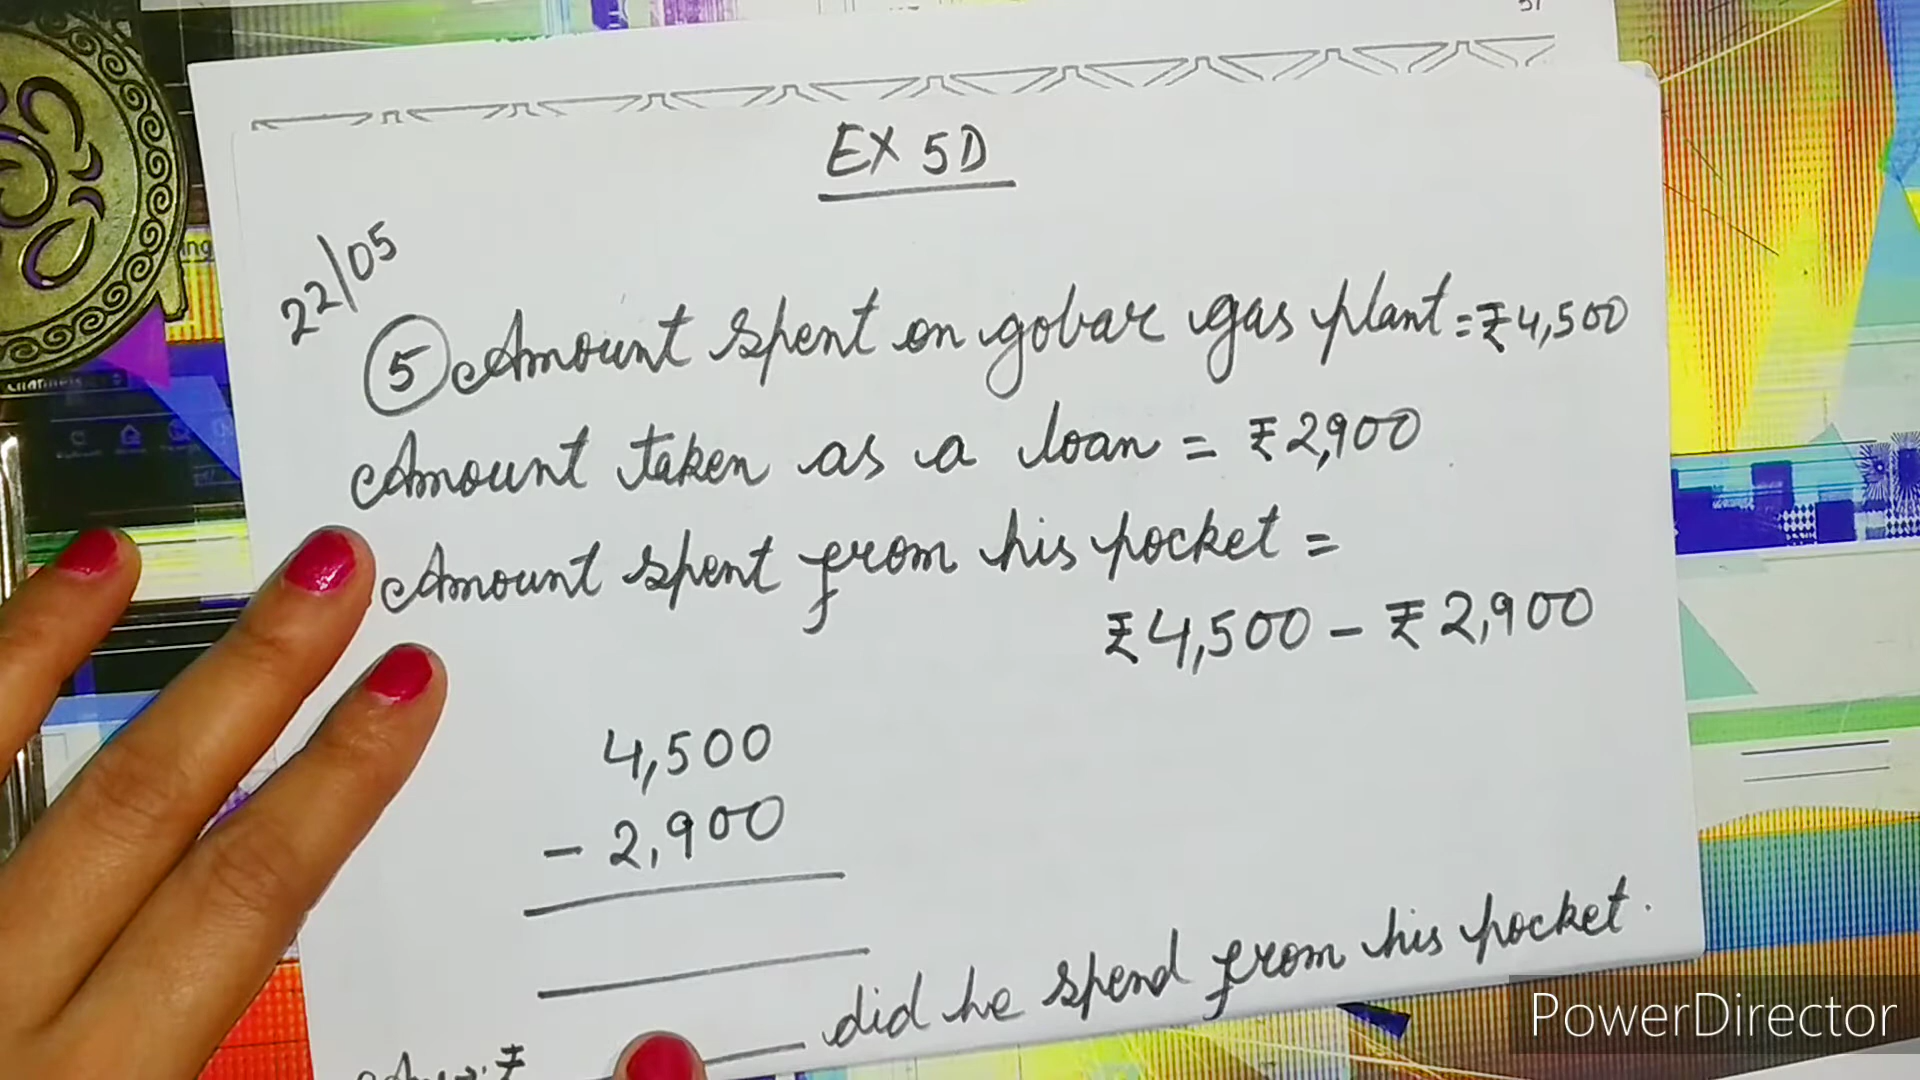 EX 5D
22/05
5 Amount spent on gobar gas plant = ₹4,500
Amount taken as a loan = ₹2,900
Amount spent from his pocket =
₹4,500 - ₹2,900
4,500
- 2,900
did he spend from his pocket.
PowerDirector